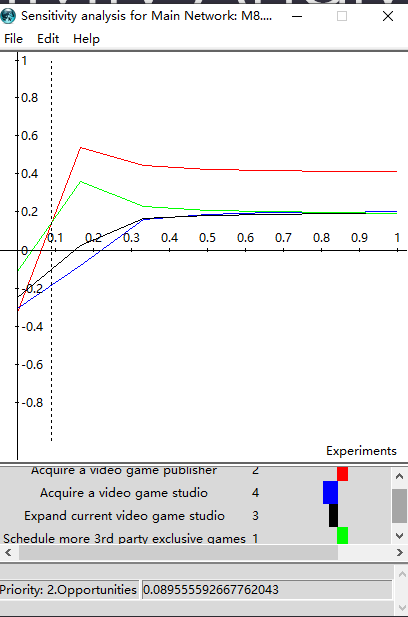 Sensitivity analysis for Main Network: M8....
File Edit Help
1
0.8
0.6
0.4
0.2
0.1 0.2 0.3 0.4 0.5 0.6 0.7 0.8 0.9 1
0
-0.2
-0.4
-0.6
-0.8
Experiments
Acquire a video game publisher 2
Acquire a video game studio 4
Expand current video game studio 3
Schedule more 3rd party exclusive games 1
Priority: 2.Opportunities 0.089555592667762043